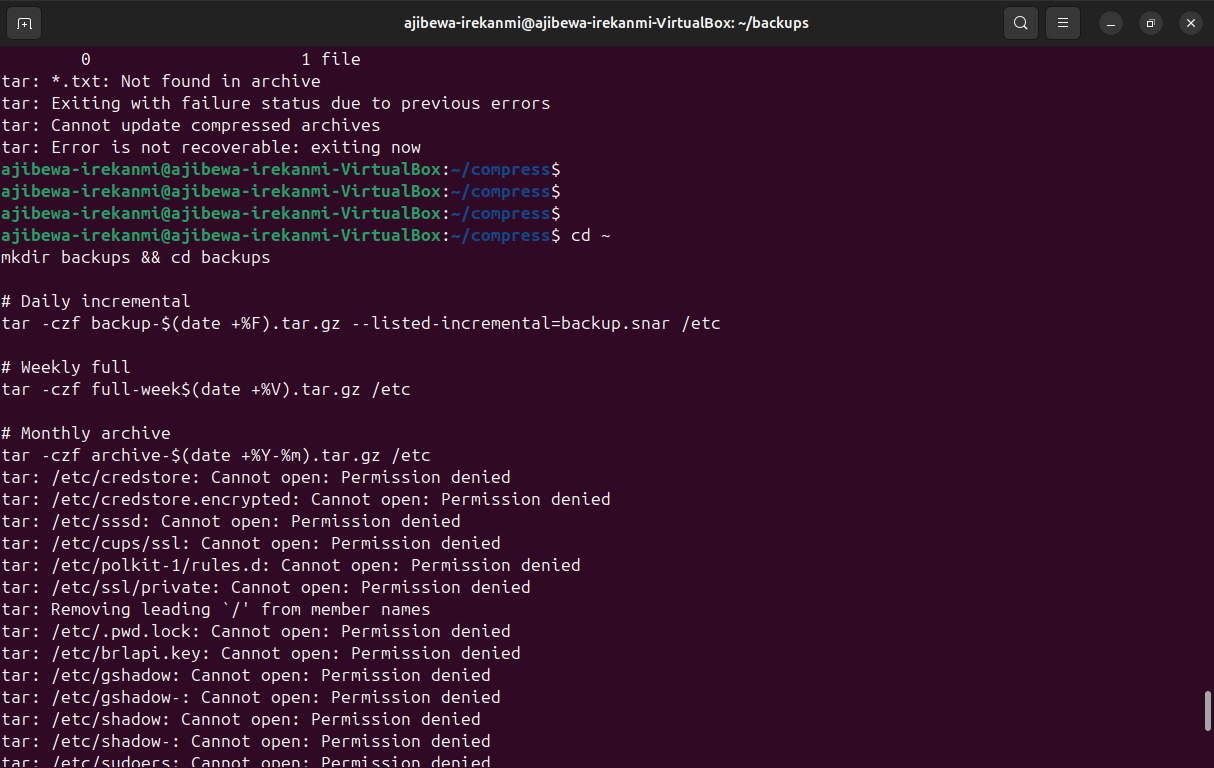 ajibewa-irekanmi@ajibewa-irekanmi-VirtualBox: ~/backups
0                     1 file
tar: *.txt: Not found in archive
tar: Exiting with failure status due to previous errors
tar: Cannot update compressed archives
tar: Error is not recoverable: exiting now
ajibewa-irekanmi@ajibewa-irekanmi-VirtualBox:~/compress$
ajibewa-irekanmi@ajibewa-irekanmi-VirtualBox:~/compress$
ajibewa-irekanmi@ajibewa-irekanmi-VirtualBox:~/compress$
ajibewa-irekanmi@ajibewa-irekanmi-VirtualBox:~/compress$ cd ~
mkdir backups && cd backups
# Daily incremental
tar -czf backup-$(date +%F).tar.gz --listed-incremental=backup.snar /etc
# Weekly full
tar -czf full-week$(date +%V).tar.gz /etc
# Monthly archive
tar -czf archive-$(date +%Y-%m).tar.gz /etc
tar: /etc/credstore: Cannot open: Permission denied
tar: /etc/credstore.encrypted: Cannot open: Permission denied
tar: /etc/sssd: Cannot open: Permission denied
tar: /etc/cups/ssl: Cannot open: Permission denied
tar: /etc/polkit-1/rules.d: Cannot open: Permission denied
tar: /etc/ssl/private: Cannot open: Permission denied
tar: Removing leading `/' from member names
tar: /etc/.pwd.lock: Cannot open: Permission denied
tar: /etc/brlapi.key: Cannot open: Permission denied
tar: /etc/gshadow: Cannot open: Permission denied
tar: /etc/gshadow-: Cannot open: Permission denied
tar: /etc/shadow: Cannot open: Permission denied
tar: /etc/shadow-: Cannot open: Permission denied
tar: /etc/sudoers: Cannot open: Permission denied